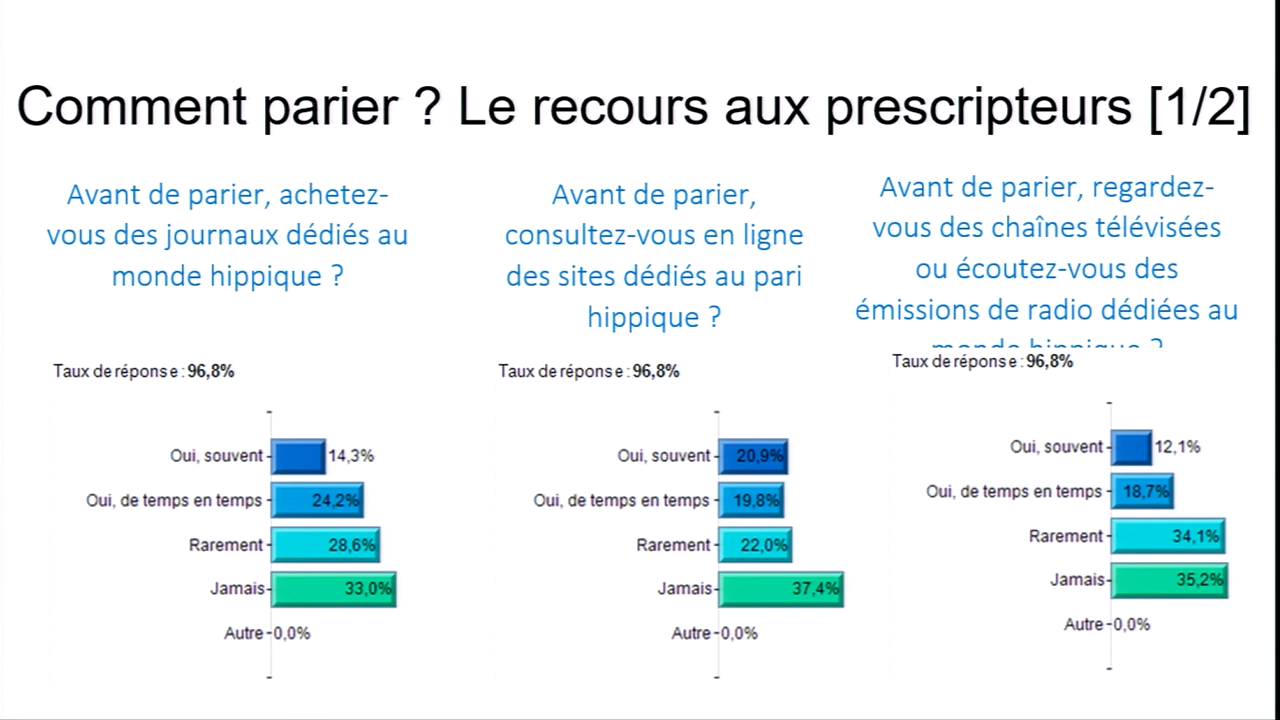 Comment parier ? Le recours aux prescripteurs [1/2]
Avant de parier, achetez-
vous des journaux dédiés au
monde hippique ?
Taux de réponse : 96,8%
Oui, souvent 14,3%
Oui, de temps en temps 24,2%
Rarement 28,6%
Jamais 33,0%
Autre 0,0%
Avant de parier,
consultez-vous en ligne
des sites dédiés au pari
hippique ?
Taux de réponse : 96,8%
Oui, souvent 20,9%
Oui, de temps en temps 19,8%
Rarement 22,0%
Jamais 37,4%
Autre 0,0%
Avant de parier, regardez-
vous des chaînes télévisées
ou écoutez-vous des
émissions de radio dédiées au
monde hippique ?
Taux de réponse : 96,8%
Oui, souvent 12,1%
Oui, de temps en temps 18,7%
Rarement 34,1%
Jamais 35,2%
Autre 0,0%